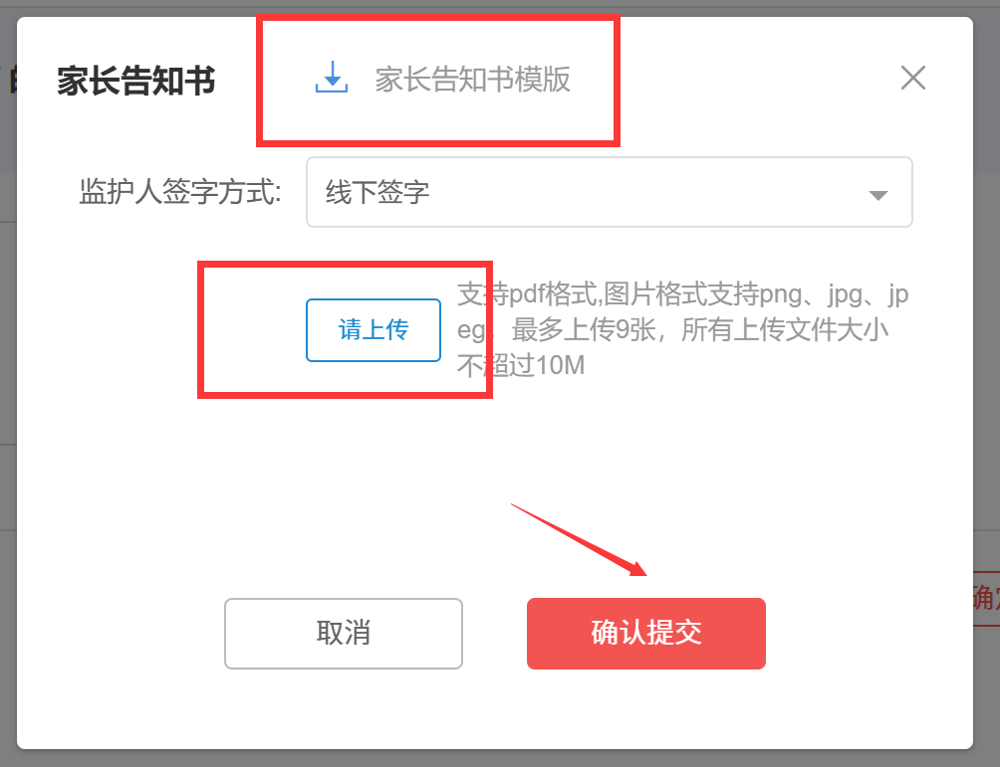 家长告知书
家长告知书模版
监护人签字方式:
线下签字
请上传
支持pdf格式,图片格式支持png、jpg、jp
eg、最多上传9张，所有上传文件大小
不超过10M
取消
确认提交